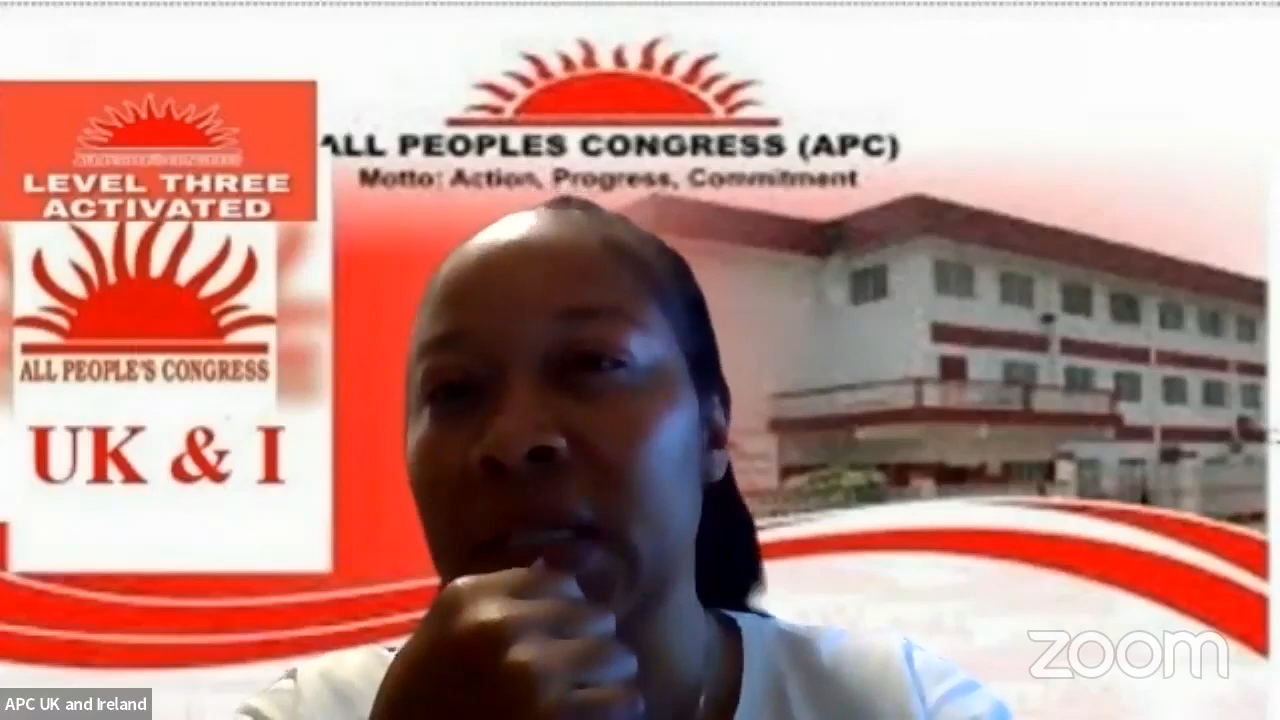 ALL PEOPLES CONGRESS (APC)
Motto: Action, Progress, Commitment
LEVEL THREE
ACTIVATED
ALL PEOPLE'S CONGRESS
UK & I
zoom
APC UK and Ireland